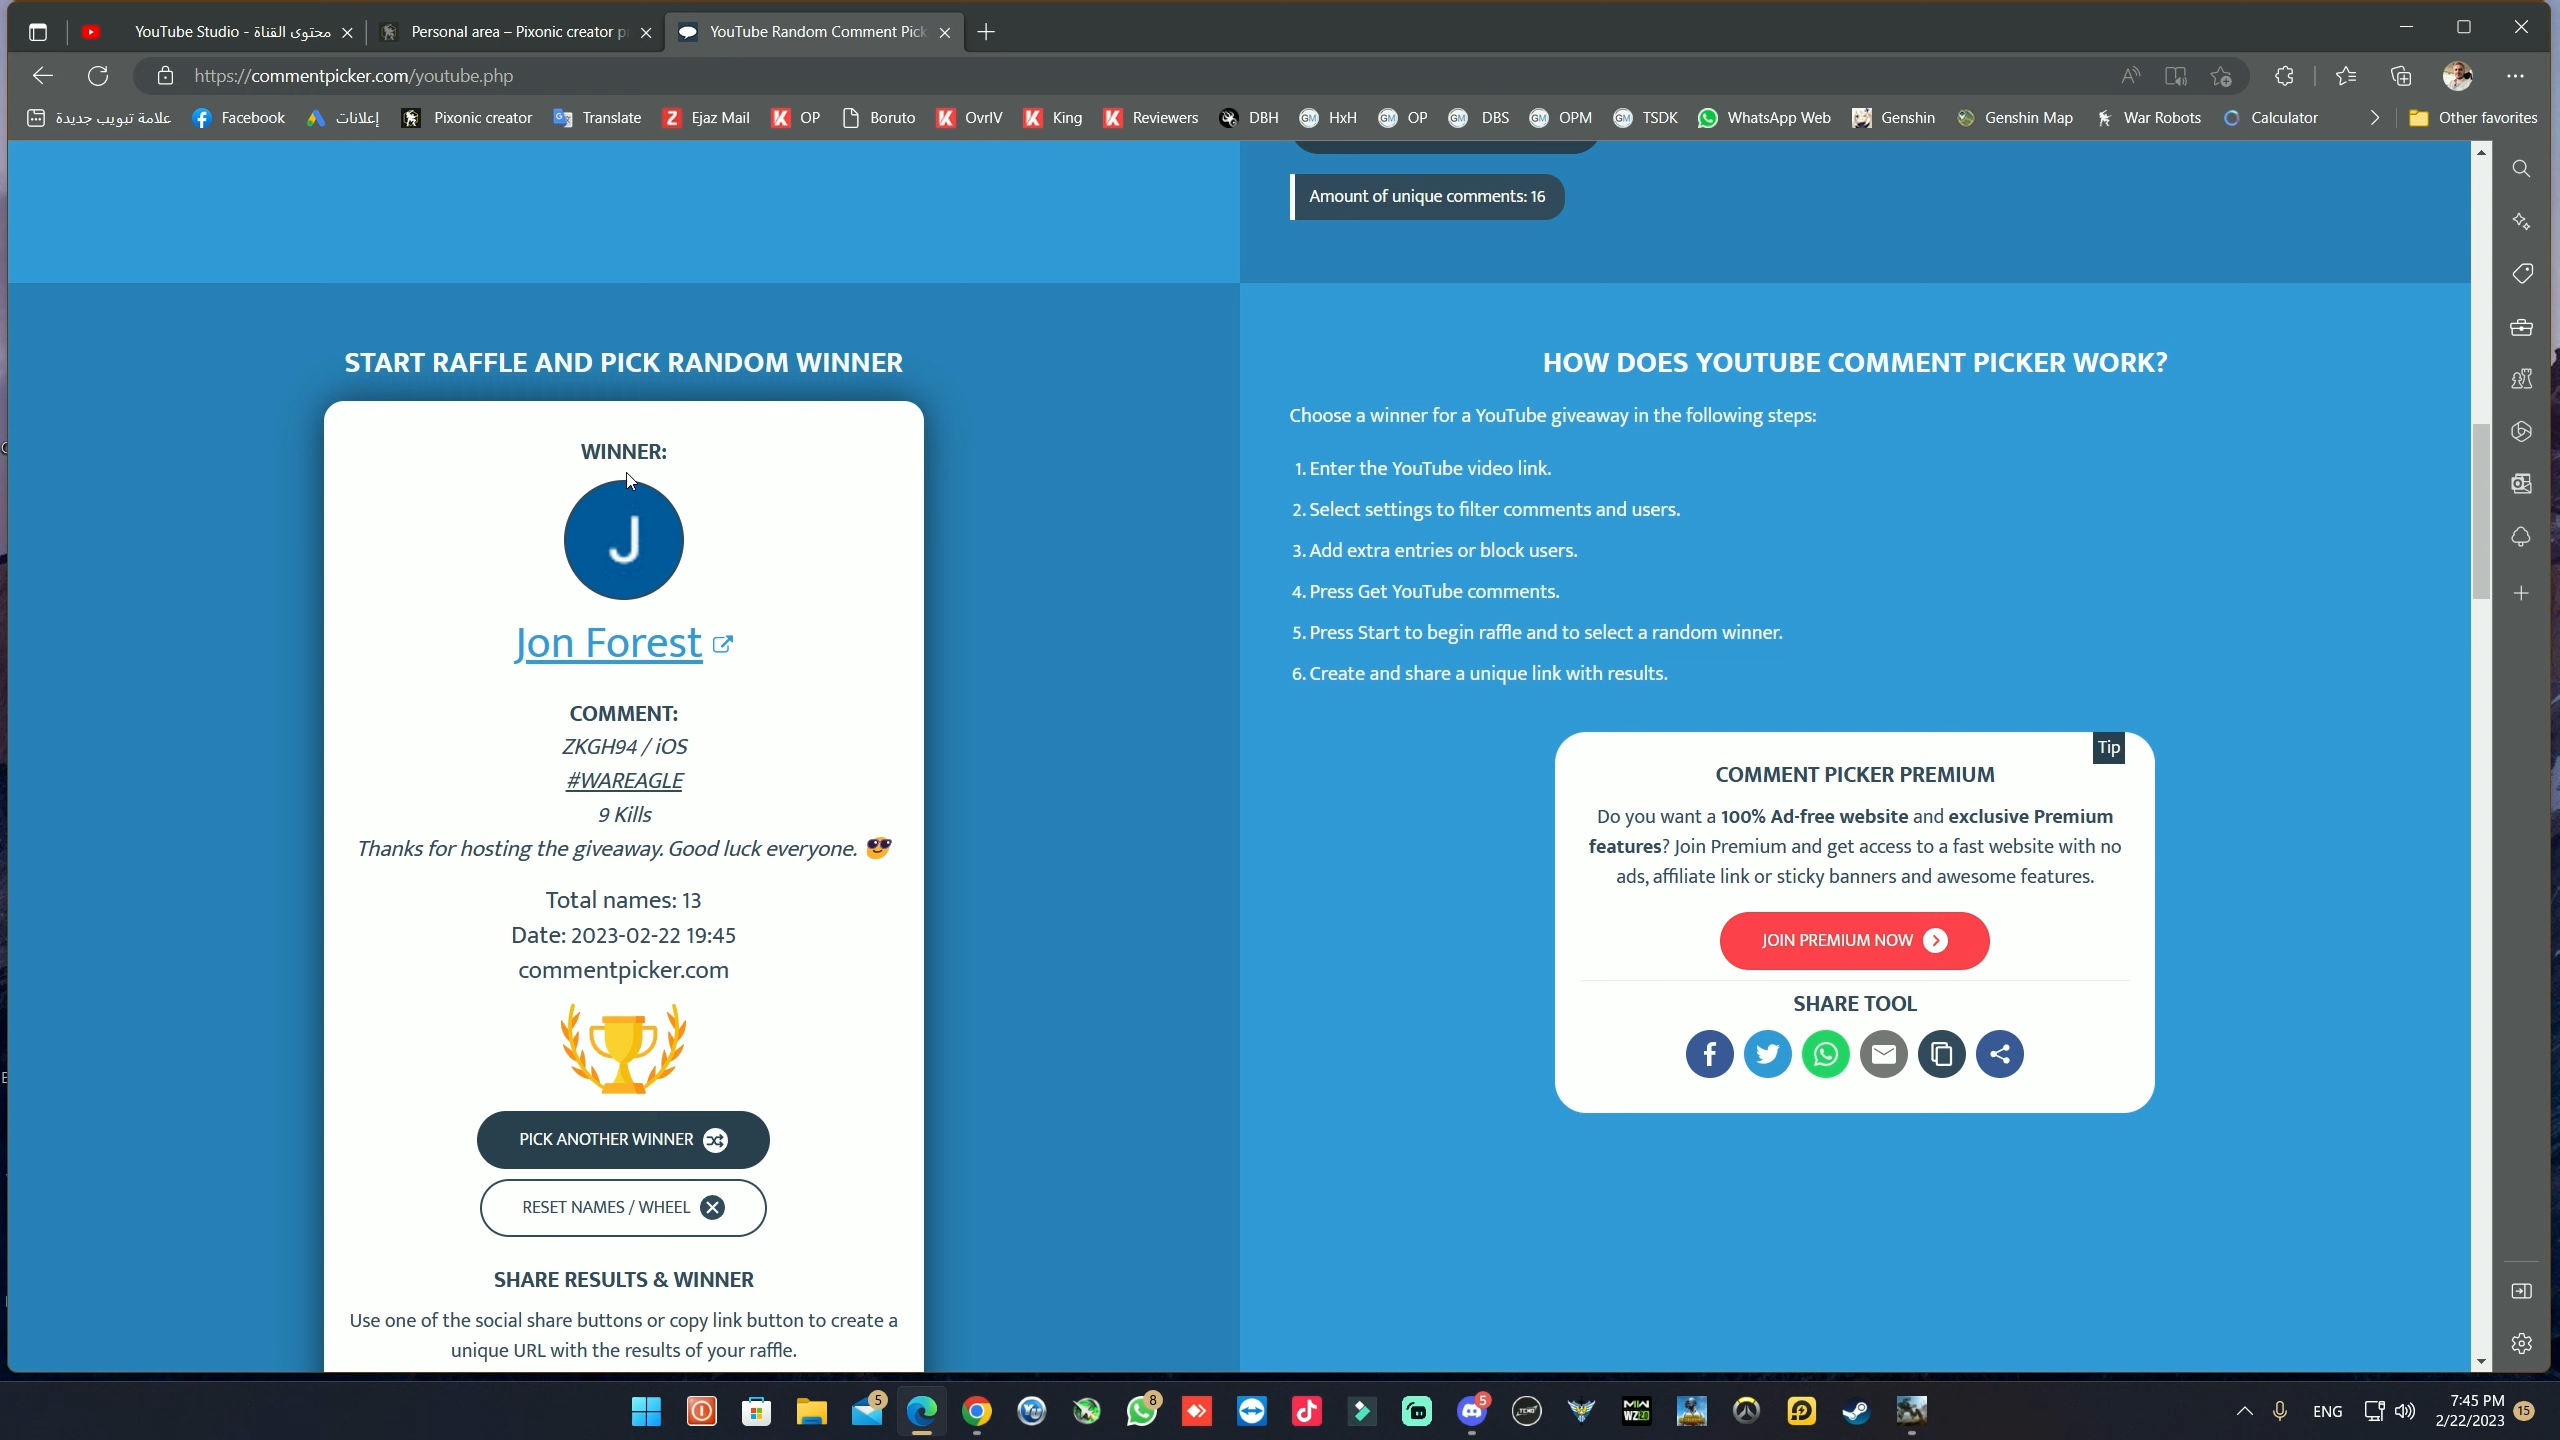 YouTube Studio - محتوى القناة
Personal area – Pixonic creator p
YouTube Random Comment Pick
https://commentpicker.com/youtube.php
علامة تبويب جديدة
Facebook
إعلانات
Pixonic creator
Translate
Ejaz Mail
OP
Boruto
OvrlV
King
Reviewers
DBH
HxH
OP
DBS
OPM
TSDK
WhatsApp Web
Genshin
Genshin Map
War Robots
Calculator
Other favorites
Amount of unique comments: 16
START RAFFLE AND PICK RANDOM WINNER
WINNER:
J
Jon Forest
COMMENT:
ZKGH94 / iOS
#WAREAGLE
9 Kills
Thanks for hosting the giveaway. Good luck everyone. 😎
Total names: 13
Date: 2023-02-22 19:45
commentpicker.com
PICK ANOTHER WINNER
RESET NAMES / WHEEL
SHARE RESULTS & WINNER
Use one of the social share buttons or copy link button to create a
unique URL with the results of your raffle.
HOW DOES YOUTUBE COMMENT PICKER WORK?
Choose a winner for a YouTube giveaway in the following steps:
1. Enter the YouTube video link.
2. Select settings to filter comments and users.
3. Add extra entries or block users.
4. Press Get YouTube comments.
5. Press Start to begin raffle and to select a random winner.
6. Create and share a unique link with results.
Tip
COMMENT PICKER PREMIUM
Do you want a 100% Ad-free website and exclusive Premium
features? Join Premium and get access to a fast website with no
ads, affiliate link or sticky banners and awesome features.
JOIN PREMIUM NOW
SHARE TOOL
5
8
5
ENG
7:45 PM
2/22/2023
15